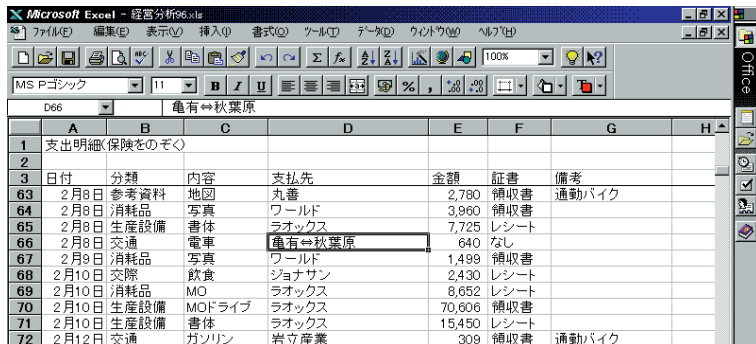 Microsoft Excel - 経営分析96.xls
ファイル(F) 編集(E) 表示(V) 挿入(I) 書式(O) ツール(T) データ(D) ウィンドウ(W) ヘルプ(H)
100%
MS Pゴシック 11 B I U % ,
D66 亀有⇔秋葉原
Office
A B C D E F G H
1 支出明細(保険をのぞく)
2
3 日付 分類 内容 支払先 金額 証書 備考
63 2月8日 参考資料 地図 丸善 2,780 領収書 通勤バイク
64 2月8日 消耗品 写真 ワールド 3,960 領収書
65 2月8日 生産設備 書体 ラオックス 7,725 レシート
66 2月8日 交通 電車 亀有⇔秋葉原 640 なし
67 2月9日 消耗品 写真 ワールド 1,499 領収書
68 2月10日 交際 飲食 ジョナサン 2,430 レシート
69 2月10日 消耗品 MO ラオックス 8,652 レシート
70 2月10日 生産設備 MOドライブ ラオックス 70,606 領収書
71 2月10日 生産設備 書体 ラオックス 15,450 レシート
72 2月12日 交通 ガソリン 岩立産業 309 領収書 通勤バイク